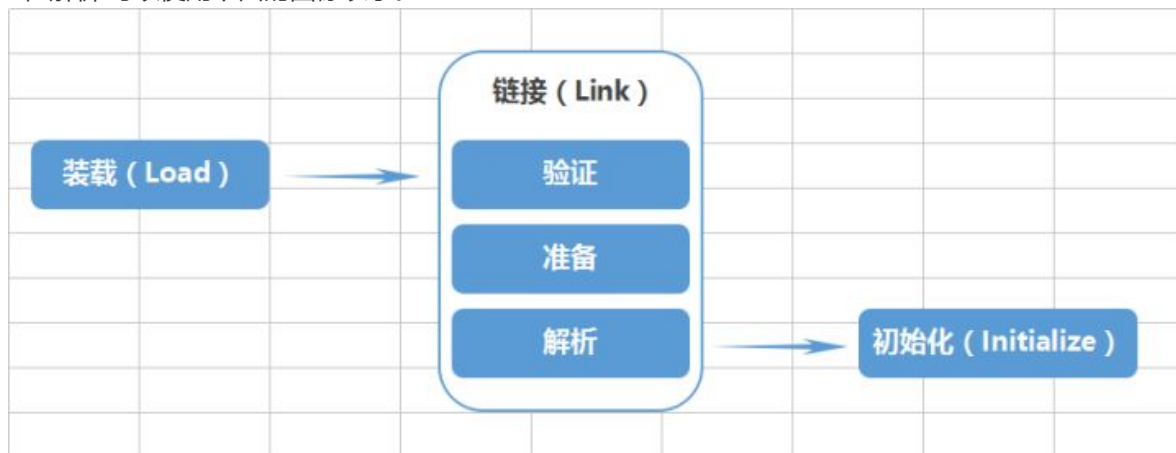 链接（Link）
装载（Load）
验证
准备
解析
初始化（Initialize）